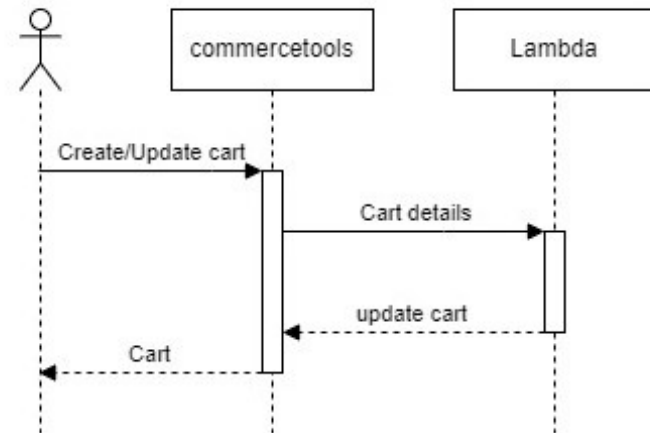 commercetools
Lambda
Create/Update cart
Cart details
update cart
Cart